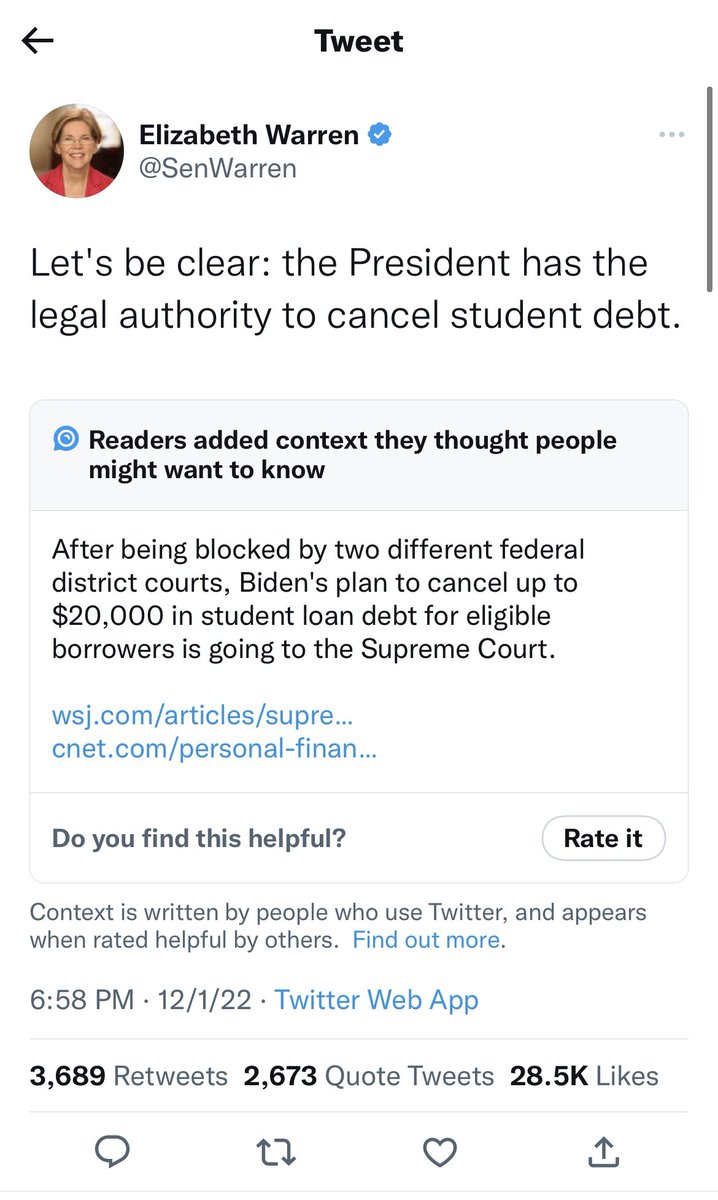 Tweet
Elizabeth Warren
@SenWarren
Let's be clear: the President has the
legal authority to cancel student debt.
Readers added context they thought people
might want to know
After being blocked by two different federal
district courts, Biden's plan to cancel up to
$20,000 in student loan debt for eligible
borrowers is going to the Supreme Court.
wsj.com/articles/supre...
cnet.com/personal-finan...
Do you find this helpful? Rate it
Context is written by people who use Twitter, and appears
when rated helpful by others. Find out more.
6:58 PM · 12/1/22 · Twitter Web App
3,689 Retweets 2,673 Quote Tweets 28.5K Likes